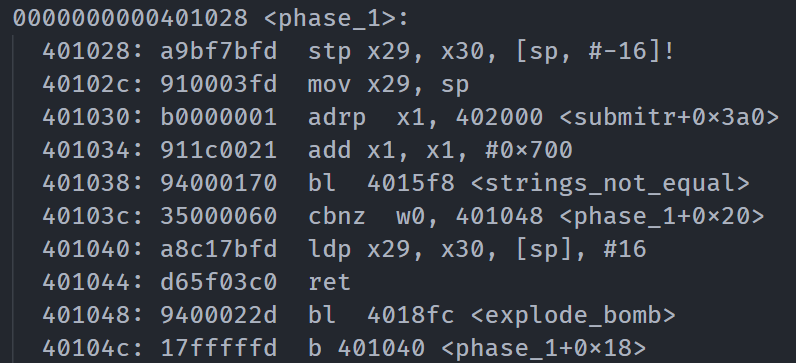 0000000000401028 <phase_1>:
401028: a9bf7bfd stp x29, x30, [sp, #-16]!
40102c: 910003fd mov x29, sp
401030: b0000001 adrp x1, 402000 <submitr+0×3a0>
401034: 911c0021 add x1, x1, #0×700
401038: 94000170 bl 4015f8 <strings_not_equal>
40103c: 35000060 cbnz w0, 401048 <phase_1+0×20>
401040: a8c17bfd ldp x29, x30, [sp], #16
401044: d65f03c0 ret
401048: 9400022d bl 4018fc <explode_bomb>
40104c: 17fffffd b 401040 <phase_1+0×18>